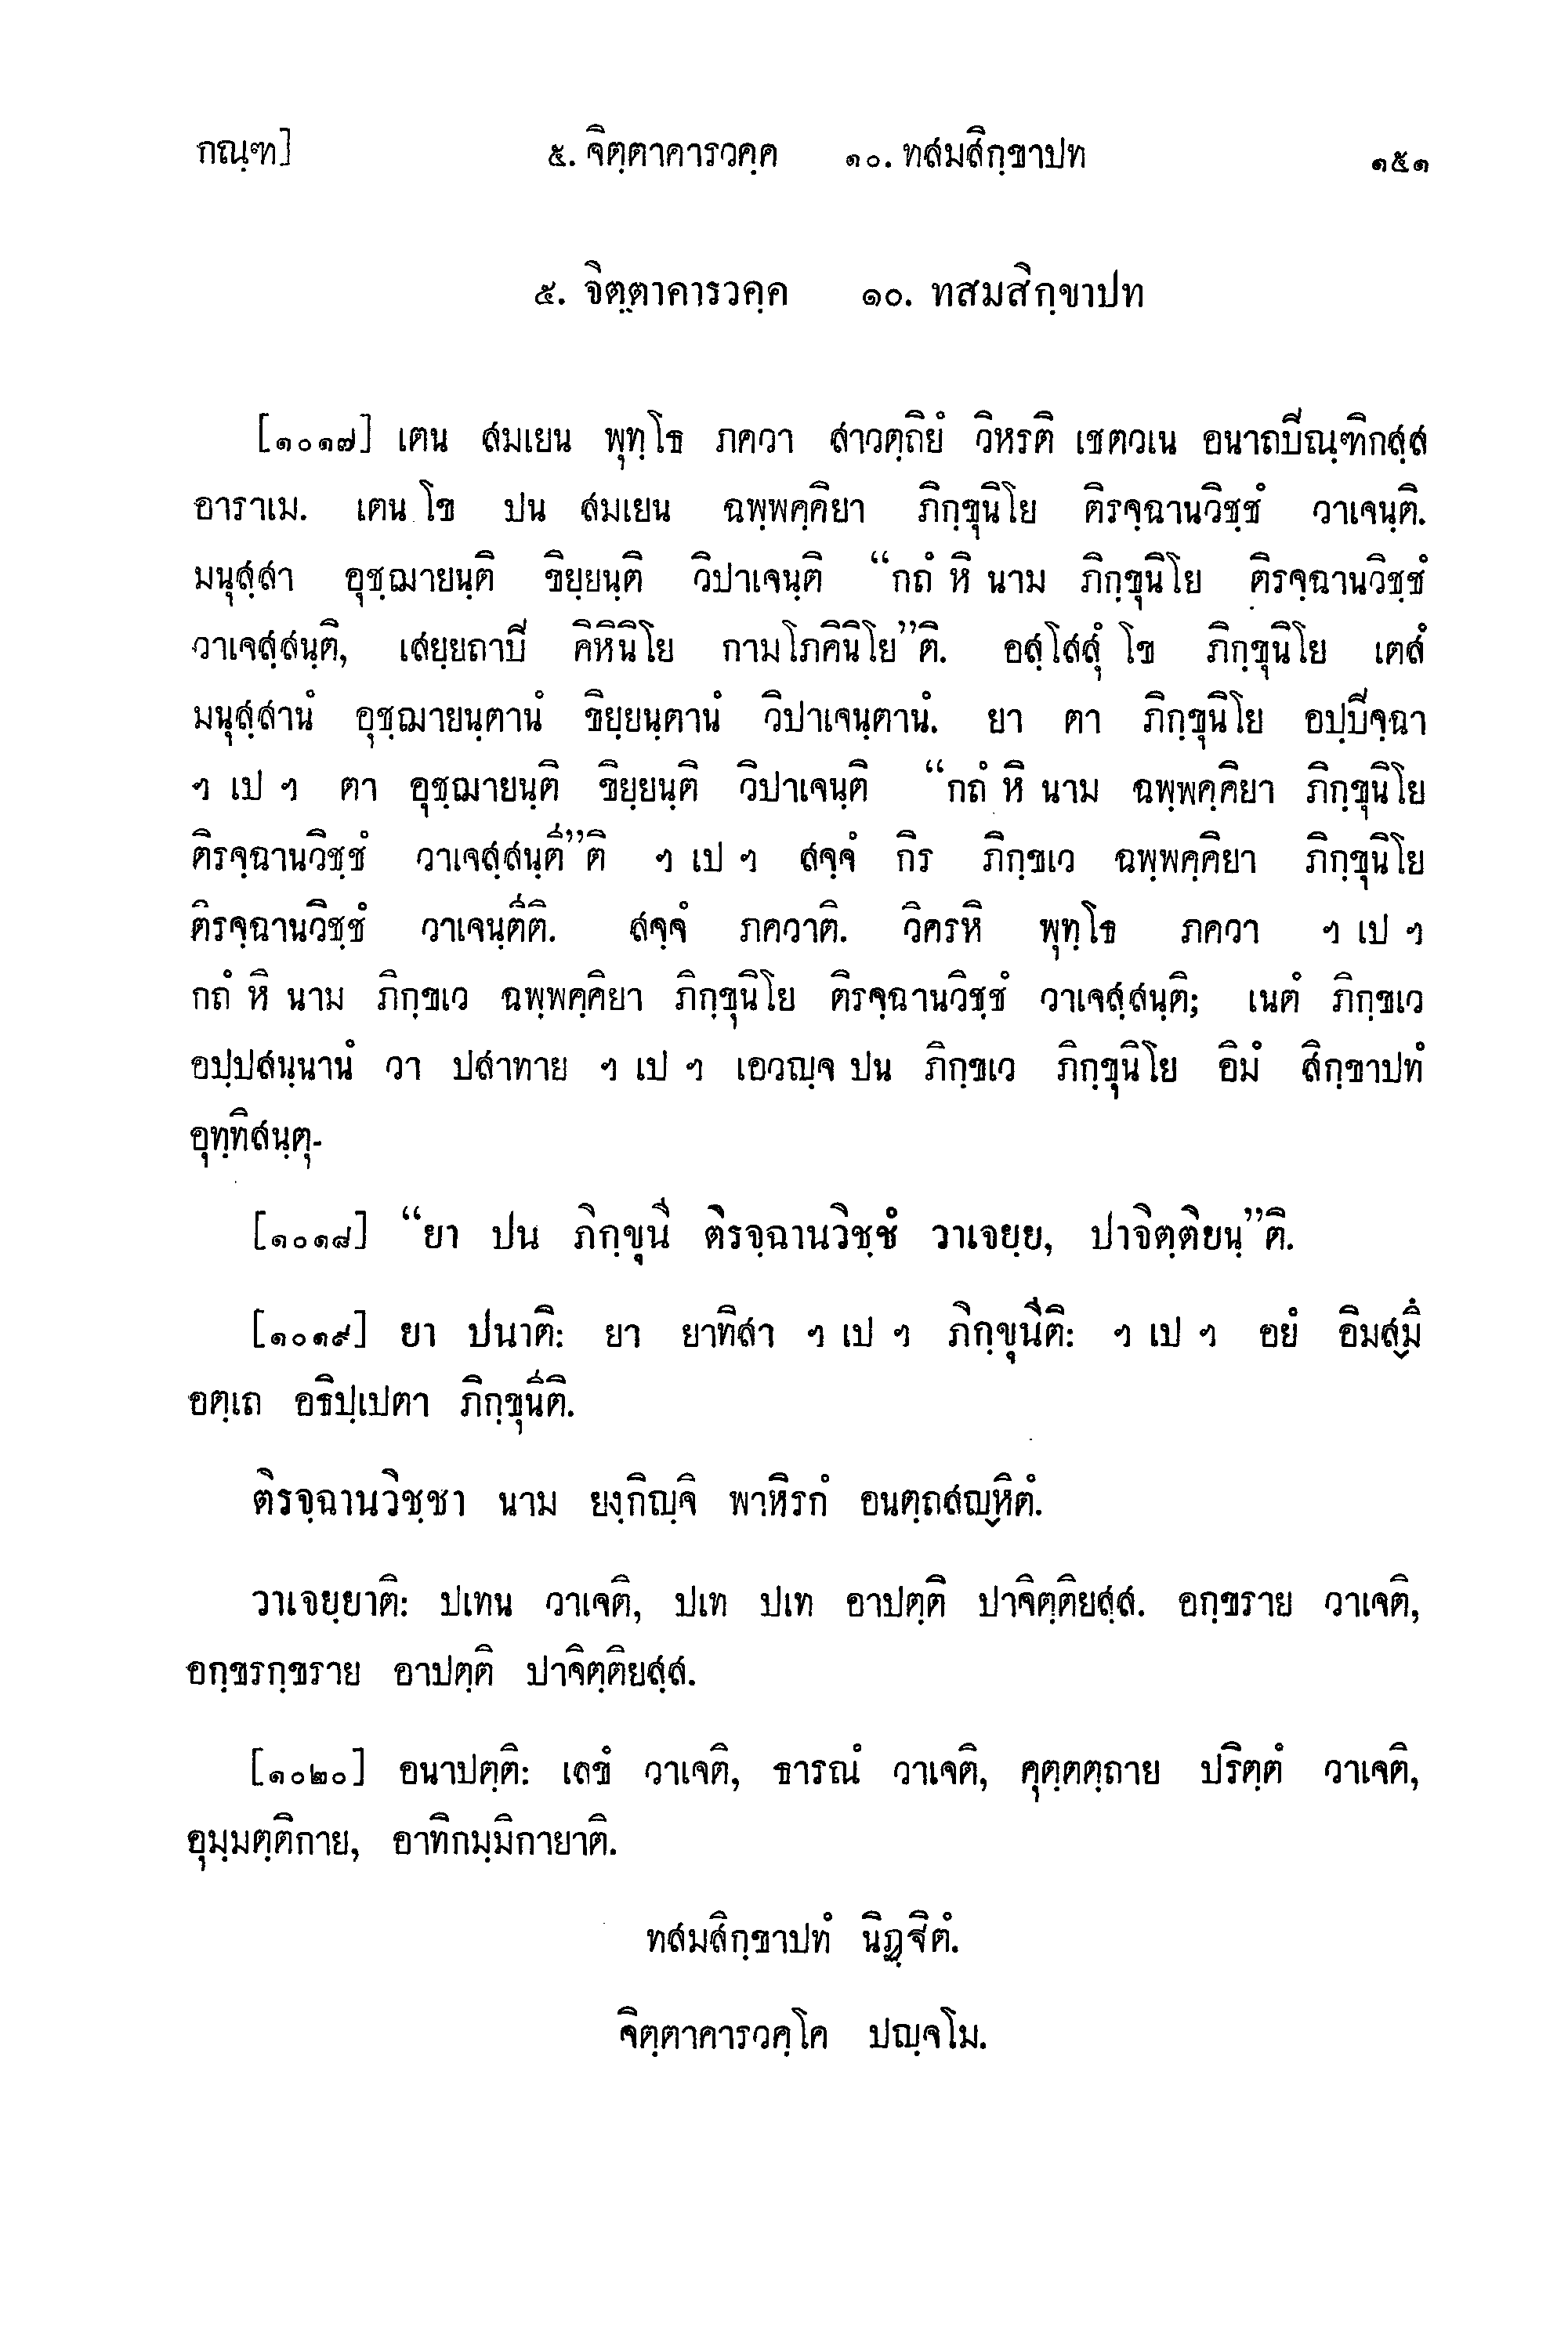 กณฺฑ]	๕. จิตฺตาคารวคฺค	๑๐. ทสมสิกฺขาปท	๑๕๑
๕. จิตฺตาคารวคฺค	๑๐. ทสมสิกฺขาปท
[๑๐๑๗] เตน สมเยน พุทฺโธ ภควา สาวตฺถิยํ วิหรติ เชตวเน อนาถปิณฺฑิกสฺส
อาราเม. เตน โข ปน สมเยน ฉพฺพคฺคิยา ภิกฺขุนิโย ติรจฺฉานวิชฺชํ วาเจนฺติ.
มนุสฺสา อุชฺฌายนฺติ ขิยฺยนฺติ วิปาเจนฺติ “กถํ หิ นาม ภิกฺขุนิโย ติรจฺฉานวิชฺชํ
วาเจสฺสนฺติ, เสยฺยถาปิ คิหินิโย กามโภคินิโย”ติ. อสฺโสสุํ โข ภิกฺขุนิโย เตสํ
มนุสฺสานํ อุชฺฌายนฺตานํ ขิยฺยนฺตานํ วิปาเจนฺตานํ. ยา ตา ภิกฺขุนิโย อปฺปิจฺฉา
ฯ เป ฯ ตา อุชฺฌายนฺติ ขิยฺยนฺติ วิปาเจนฺติ “กถํ หิ นาม ฉพฺพคฺคิยา ภิกฺขุนิโย
ติรจฺฉานวิชฺชํ วาเจสฺสนฺตี”ติ ฯ เป ฯ สจฺจํ กิร ภิกฺขเว ฉพฺพคฺคิยา ภิกฺขุนิโย
ติรจฺฉานวิชฺชํ วาเจนฺตีติ. สจฺจํ ภควาติ. วิครหิ พุทฺโธ ภควา ฯ เป ฯ
กถํ หิ นาม ภิกฺขเว ฉพฺพคฺคิยา ภิกฺขุนิโย ติรจฺฉานวิชฺชํ วาเจสฺสนฺติ; เนตํ ภิกฺขเว
อปฺปสนฺนานํ วา ปสาทาย ฯ เป ฯ เอวญฺจ ปน ภิกฺขเว ภิกฺขุนิโย อิมํ สิกฺขาปทํ
อุทฺทิสนฺตุ-
[๑๐๑๘] “ยา ปน ภิกฺขุนี ติรจฺฉานวิชฺชํ วาเจยฺย, ปาจิตฺติยนฺ”ติ.
[๑๐๑๙] ยา ปนาติ: ยา ยาทิสา ฯ เป ฯ ภิกฺขุนีติ: ฯ เป ฯ อยํ อิมสฺมึ
อตฺเถ อธิปฺเปตา ภิกฺขุนีติ.
ติรจฺฉานวิชฺชา นาม ยงฺกิญฺจิ พาหิรกํ อนตฺถสญฺหิตํ.
วาเจยฺยาติ: ปเทน วาเจติ, ปเท ปเท อาปตฺติ ปาจิตฺติยสฺส. อกฺขราย วาเจติ,
อกฺขรกฺขราย อาปตฺติ ปาจิตฺติยสฺส.
[๑๐๒๐] อนาปตฺติ: เลขํ วาเจติ, ธารณํ วาเจติ, คุตฺตตฺถาย ปริตฺตํ วาเจติ,
อุมฺมตฺติกาย, อาทิกมฺมิกายาติ.
ทสมสิกฺขาปทํ นิฏฺฐิตํ.
จิตฺตาคารวคฺโค ปญฺจโม.